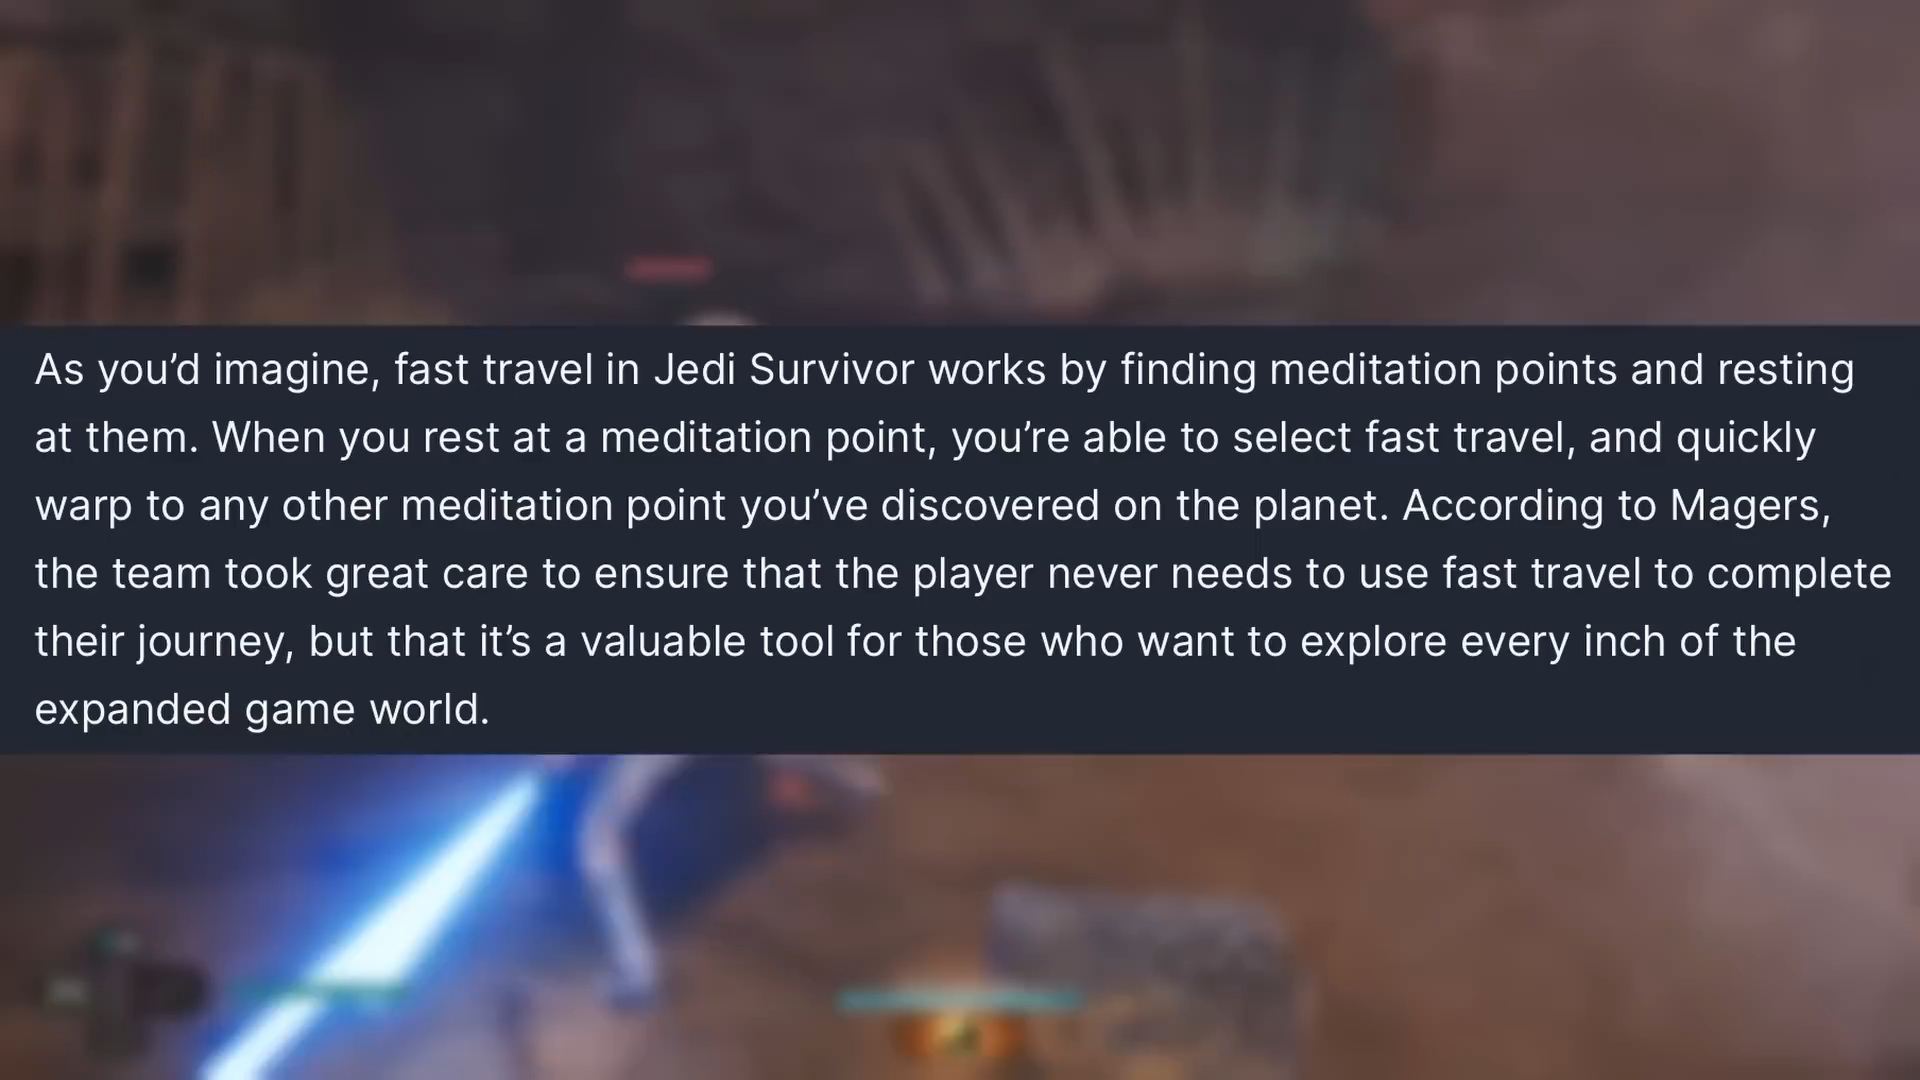 As you’d imagine, fast travel in Jedi Survivor works by finding meditation points and resting
at them. When you rest at a meditation point, you’re able to select fast travel, and quickly
warp to any other meditation point you’ve discovered on the planet. According to Magers,
the team took great care to ensure that the player never needs to use fast travel to complete
their journey, but that it’s a valuable tool for those who want to explore every inch of the
expanded game world.